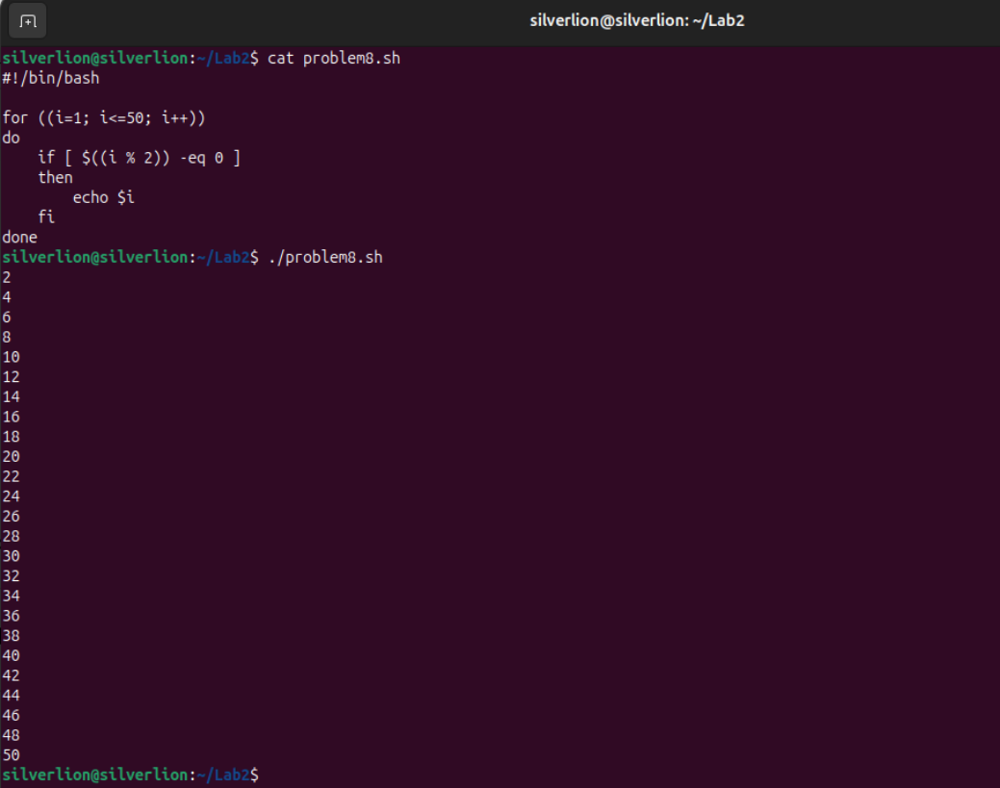 silverlion@silverlion: ~/Lab2
silverlion@silverlion:~/Lab2$ cat problem8.sh
#!/bin/bash

for ((i=1; i<=50; i++))
do
    if [ $((i % 2)) -eq 0 ]
    then
        echo $i
    fi
done
silverlion@silverlion:~/Lab2$ ./problem8.sh
2
4
6
8
10
12
14
16
18
20
22
24
26
28
30
32
34
36
38
40
42
44
46
48
50
silverlion@silverlion:~/Lab2$